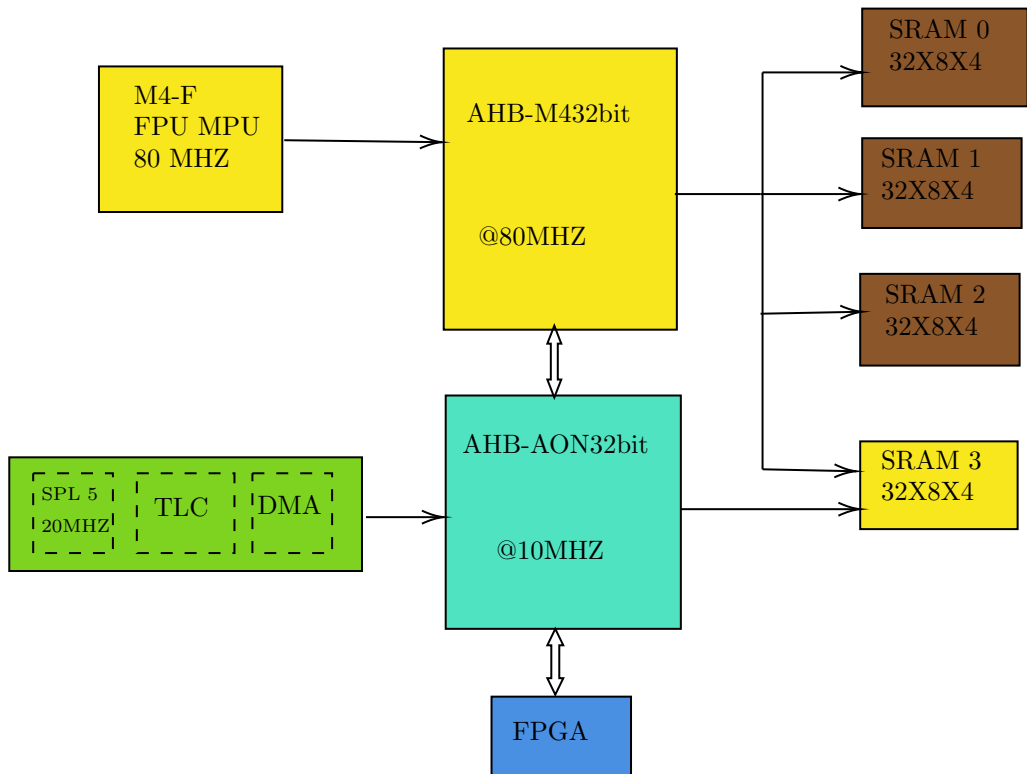 M4-F
FPU MPU
80 MHZ
AHB-M432bit
@80MHZ
SRAM 0
32X8X4
SRAM 1
32X8X4
SRAM 2
32X8X4
SRAM 3
32X8X4
AHB-AON32bit
@10MHZ
SPL 5
20MHZ
TLC
DMA
FPGA